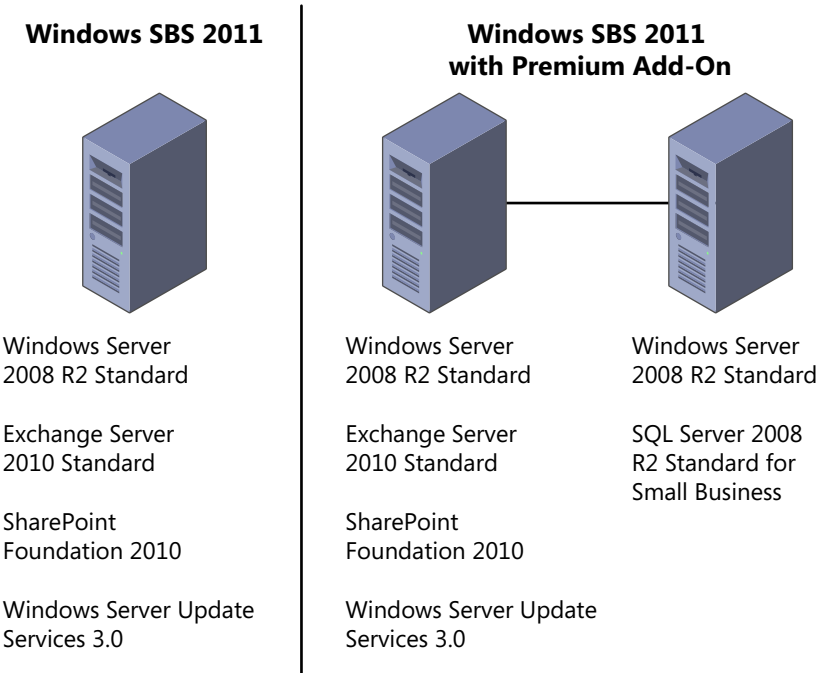 Windows SBS 2011
Windows Server
2008 R2 Standard
Exchange Server
2010 Standard
SharePoint
Foundation 2010
Windows Server Update
Services 3.0
Windows SBS 2011
with Premium Add-On
Windows Server
2008 R2 Standard
Exchange Server
2010 Standard
SharePoint
Foundation 2010
Windows Server Update
Services 3.0
Windows Server
2008 R2 Standard
SQL Server 2008
R2 Standard for
Small Business